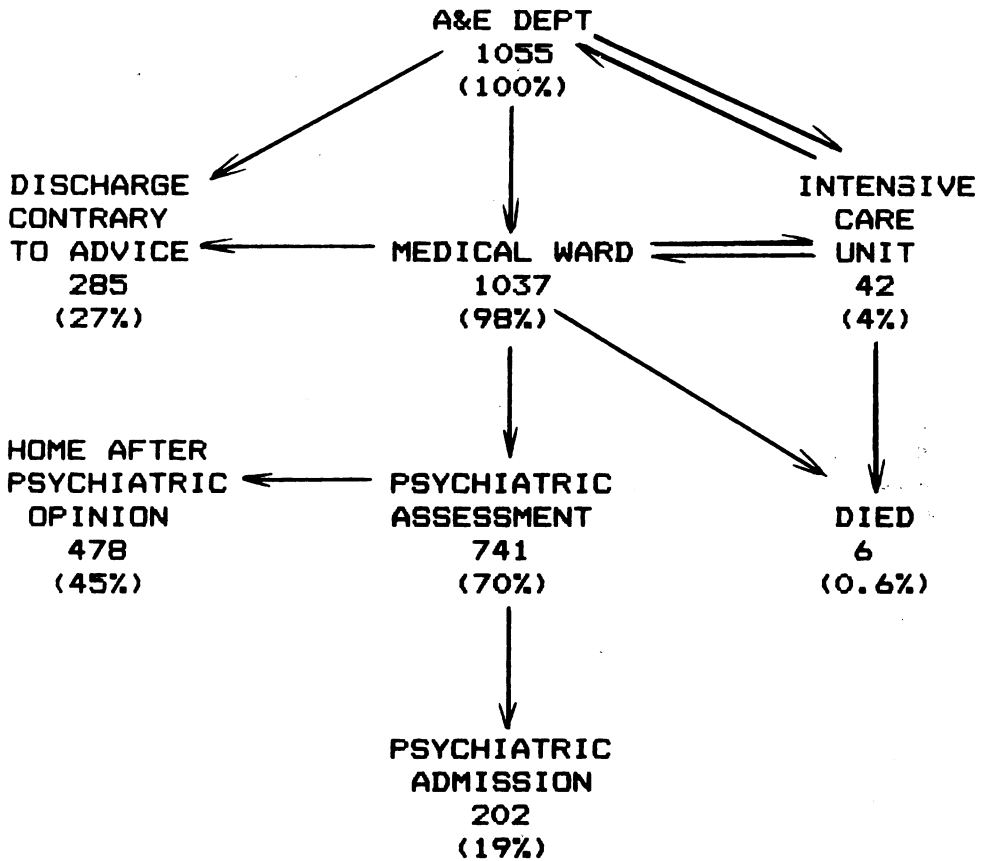 A&E DEPT
1055
(100%)
DISCHARGE
CONTRARY
TO ADVICE
285
(27%)
MEDICAL WARD
1037
(98%)
INTENSIVE
CARE
UNIT
42
(4%)
HOME AFTER
PSYCHIATRIC
OPINION
478
(45%)
PSYCHIATRIC
ASSESSMENT
741
(70%)
DIED
6
(0.6%)
PSYCHIATRIC
ADMISSION
202
(19%)